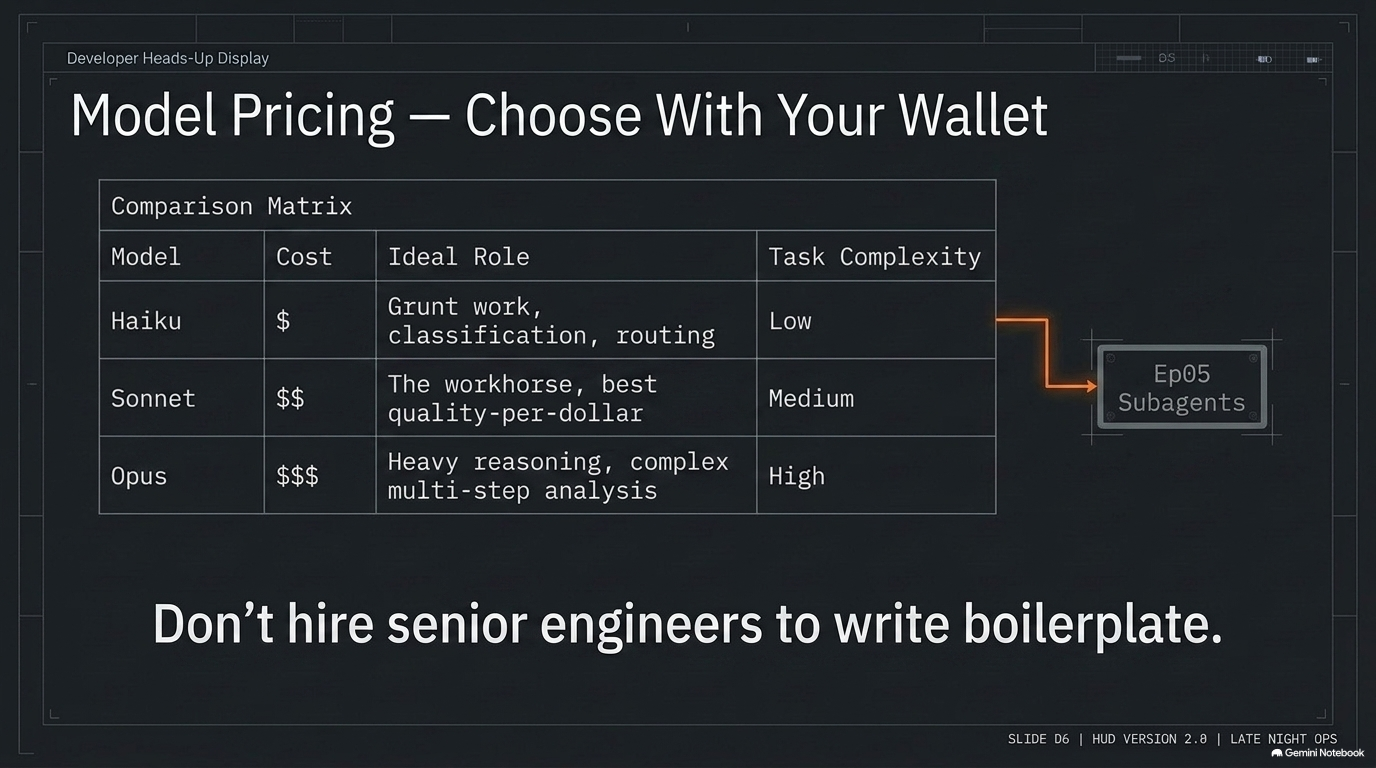 Developer Heads-Up Display
DS
Model Pricing — Choose With Your Wallet
Comparison Matrix
Model
Cost
Ideal Role
Task Complexity
Haiku
$
Grunt work,
classification, routing
Low
Sonnet
$$
The workhorse, best
quality-per-dollar
Medium
Opus
$$$
Heavy reasoning, complex
multi-step analysis
High
Ep05
Subagents
Don’t hire senior engineers to write boilerplate.
SLIDE D6 | HUD VERSION 2.0 | LATE NIGHT OPS
Gemini Notebook